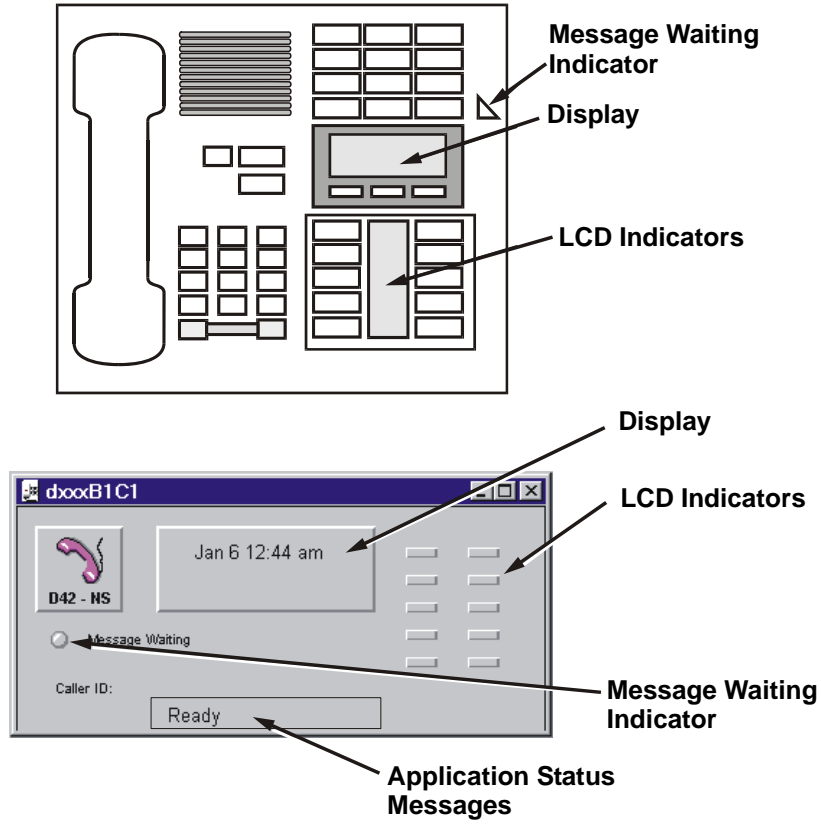 Message Waiting
Indicator
Display
LCD Indicators
Display
dxxxB1C1
LCD Indicators
Jan 6 12:44 am
D42 - NS
Message Waiting
Caller ID:
Message Waiting
Indicator
Ready
Application Status
Messages